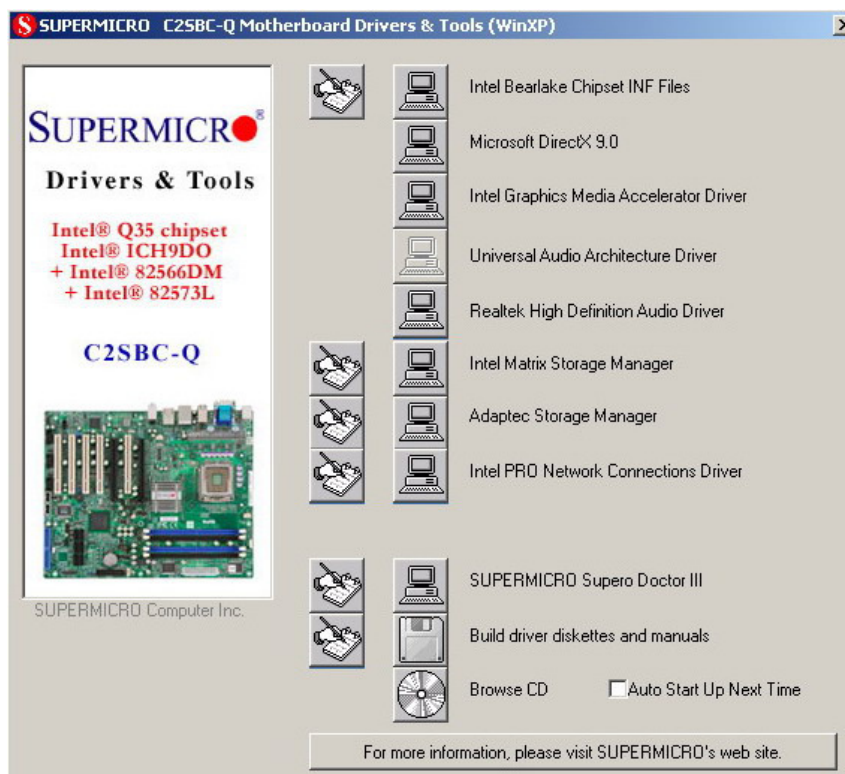 SUPERMICRO C2SBC-Q Motherboard Drivers & Tools (WinXP)
SUPERMICRO®
Drivers & Tools
Intel® Q35 chipset
Intel® ICH9DO
+ Intel® 82566DM
+ Intel® 82573L
C2SBC-Q
SUPERMICRO Computer Inc.
Intel Bearlake Chipset INF Files
Microsoft DirectX 9.0
Intel Graphics Media Accelerator Driver
Universal Audio Architecture Driver
Realtek High Definition Audio Driver
Intel Matrix Storage Manager
Adaptec Storage Manager
Intel PRO Network Connections Driver
SUPERMICRO Supero Doctor III
Build driver diskettes and manuals
Browse CD Auto Start Up Next Time
For more information, please visit SUPERMICRO's web site.